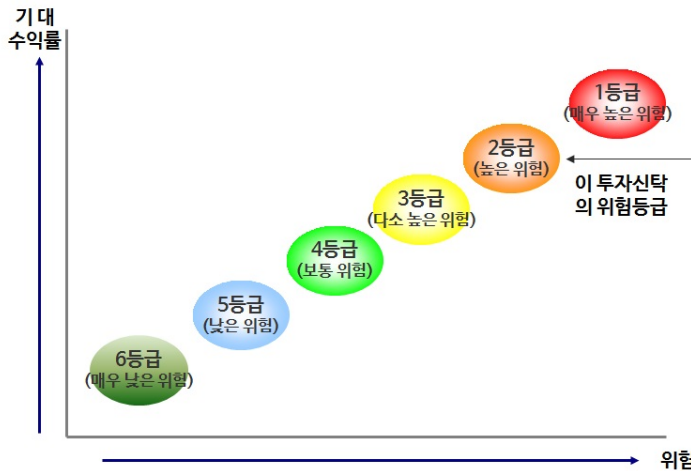 기 대
수익률
1등급
(매우 높은 위험)
2등급
(높은 위험)
이 투자신탁
의 위험등급
3등급
(다소 높은 위험)
4등급
(보통 위험)
5등급
(낮은 위험)
6등급
(매우 낮은 위험)
위험